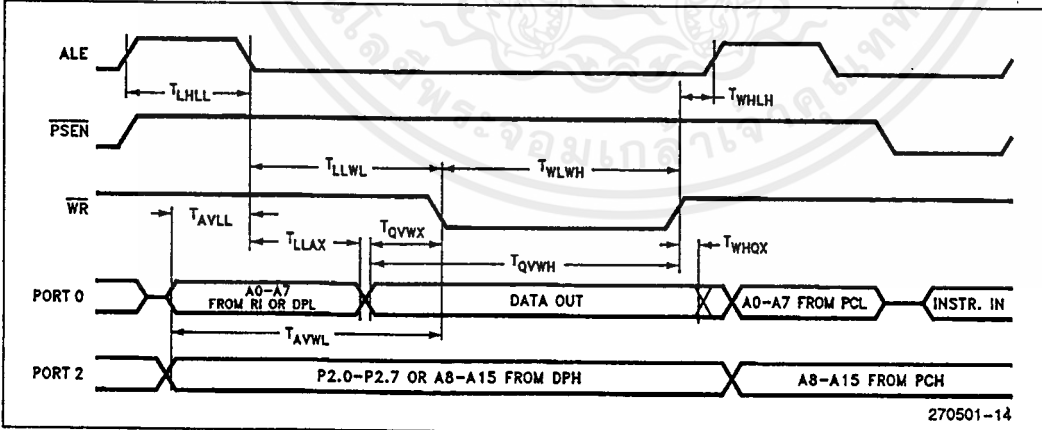 ALE
TLHLL
TWHLH
PSEN
TLLWL
TWLWH
WR
TAVLL
TLLAX
TQVWX
TWHQX
TQVWH
PORT 0
A0-A7
FROM RI OR DPL
DATA OUT
A0-A7 FROM PCL
INSTR. IN
TAVWL
PORT 2
P2.0-P2.7 OR A8-A15 FROM DPH
A8-A15 FROM PCH
270501-14